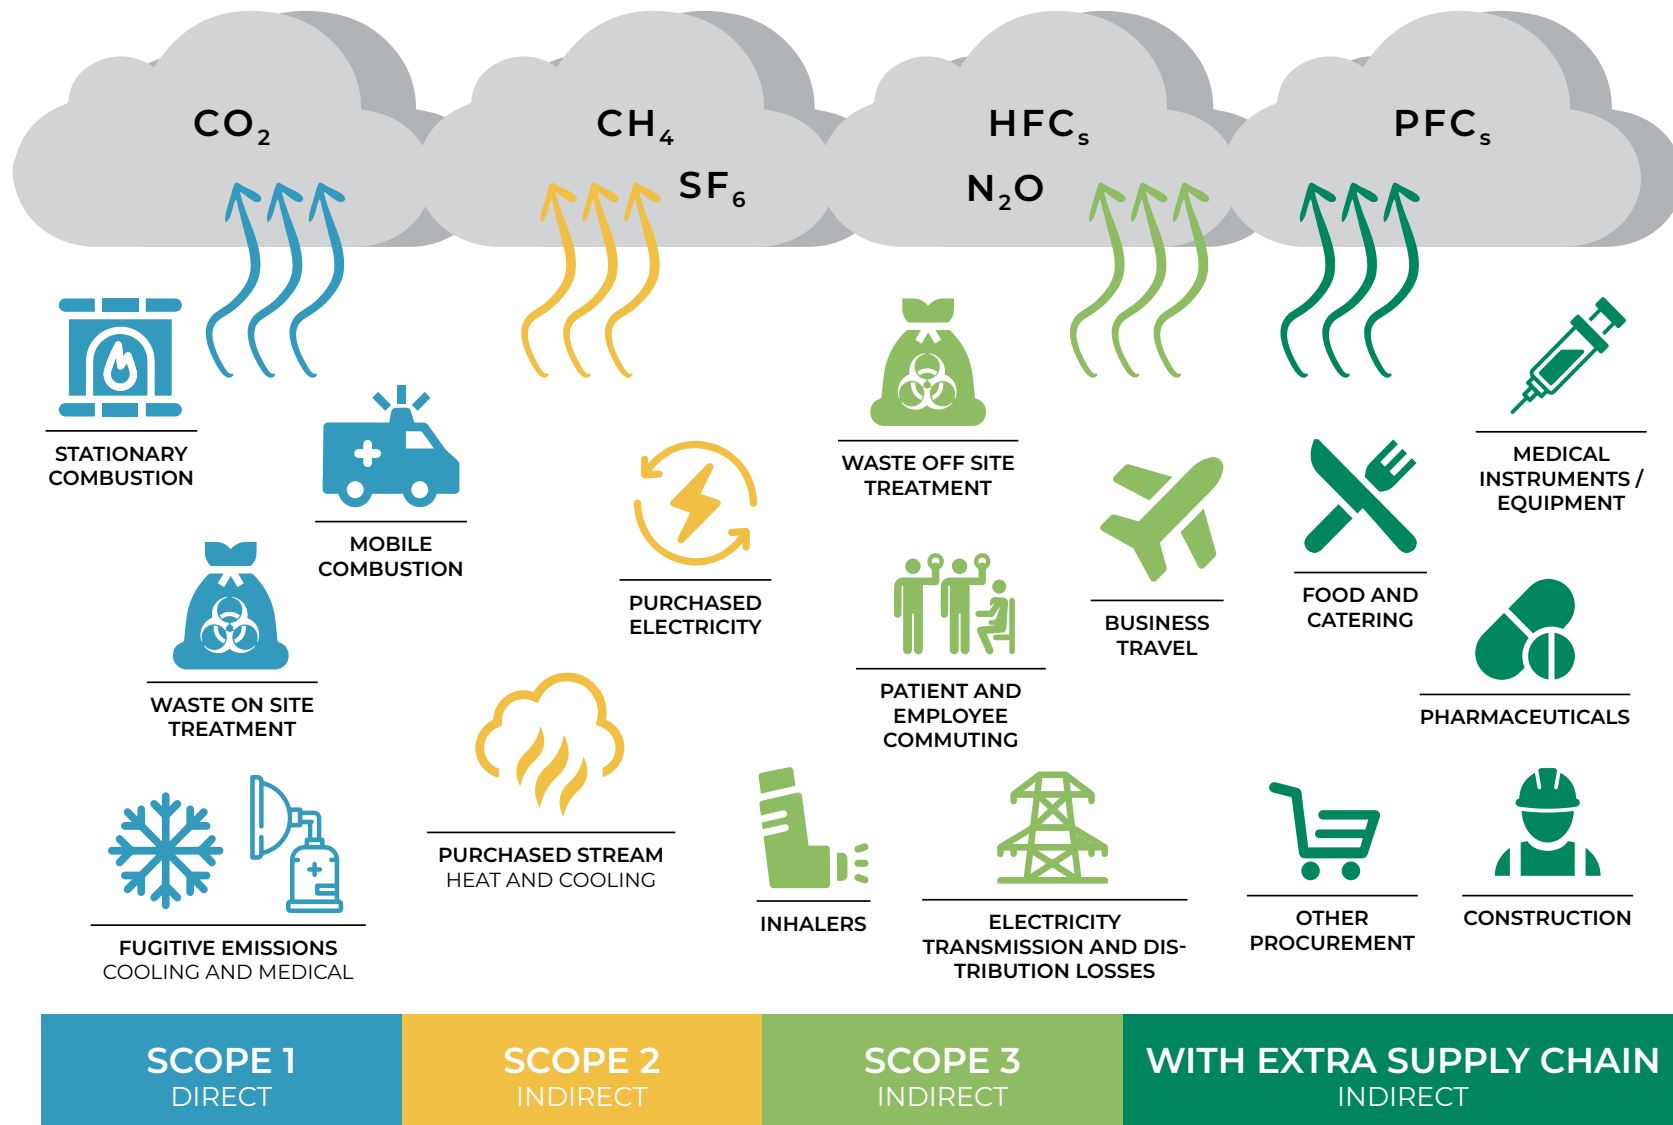 CO₂
CH₄
SF₆
HFCₛ
N₂O
PFCₛ
STATIONARY
COMBUSTION
MOBILE
COMBUSTION
WASTE ON SITE
TREATMENT
FUGITIVE EMISSIONS
COOLING AND MEDICAL
PURCHASED
ELECTRICITY
PURCHASED STREAM
HEAT AND COOLING
WASTE OFF SITE
TREATMENT
BUSINESS
TRAVEL
PATIENT AND
EMPLOYEE
COMMUTING
INHALERS
ELECTRICITY
TRANSMISSION AND DIS-
TRIBUTION LOSSES
MEDICAL
INSTRUMENTS /
EQUIPMENT
FOOD AND
CATERING
PHARMACEUTICALS
OTHER
PROCUREMENT
CONSTRUCTION
SCOPE 1
DIRECT
SCOPE 2
INDIRECT
SCOPE 3
INDIRECT
WITH EXTRA SUPPLY CHAIN
INDIRECT